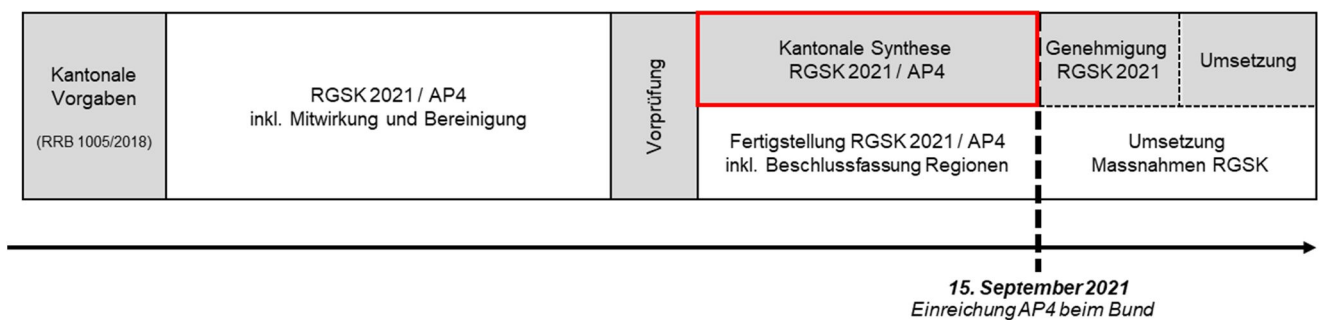 Kantonale
Vorgaben
(RRB 1005/2018)
RGSK 2021 / AP4
inkl. Mitwirkung und Bereinigung
Vorprüfung
Kantonale Synthese
RGSK 2021 / AP4
Fertigstellung RGSK 2021 / AP4
inkl. Beschlussfassung Regionen
Genehmigung
RGSK 2021
Umsetzung
Umsetzung
Massnahmen RGSK
15. September 2021
Einreichung AP4 beim Bund